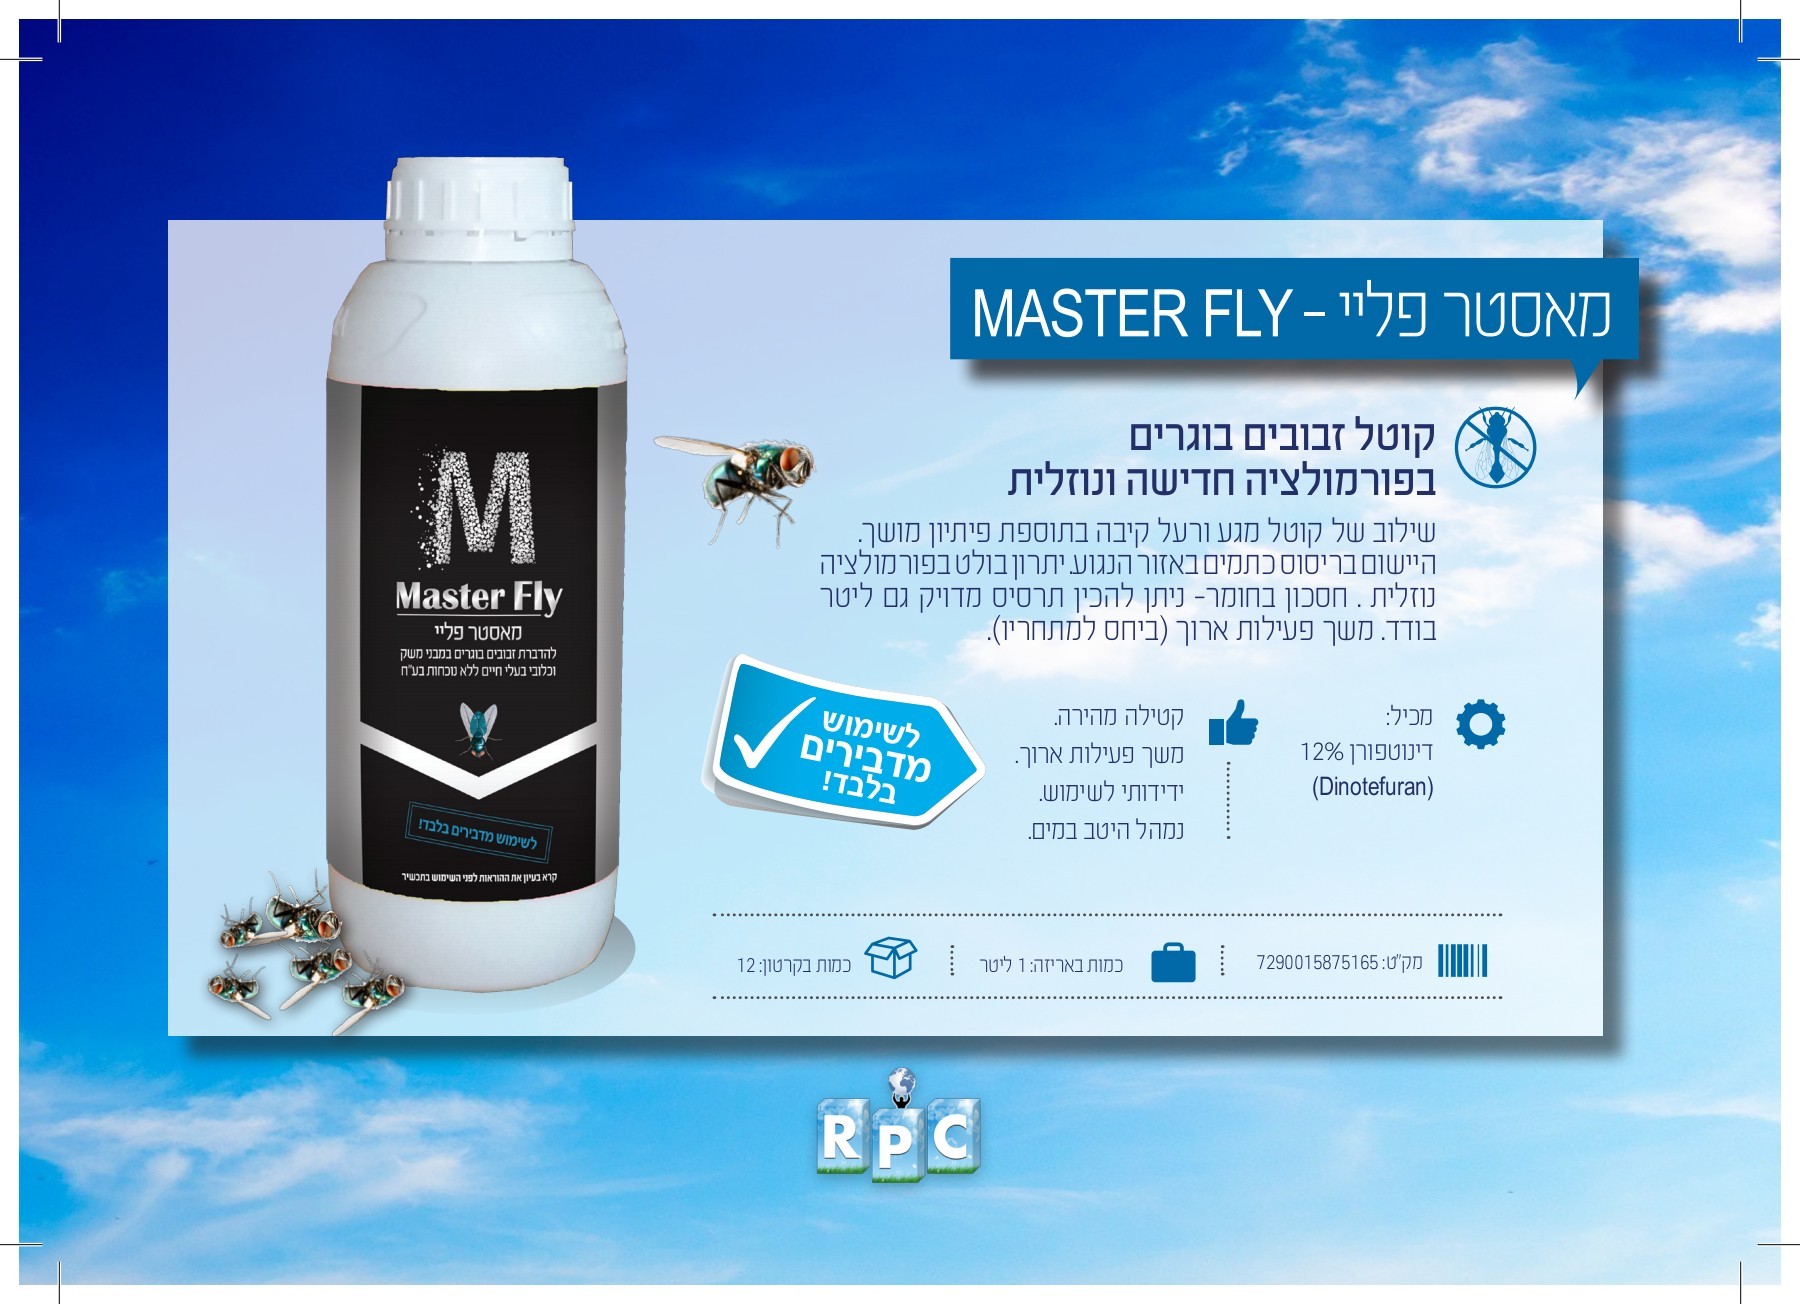 מאסטר פליי - MASTER FLY
קוטל זבובים בוגרים
בפורמולציה חדישה ונוזלית
שילוב של קוטל מגע ורעל קיבה בתוספת פיתיון מושך.
היישום בריסוס כתמים באזור הנגוע. יתרון בולט בפורמולציה
נוזלית . חסכון בחומר- ניתן להכין תרסיס מדויק גם ליטר
בודד. משך פעילות ארוך (ביחס למתחריו).
מכיל:
דינוטפורן 12%
(Dinotefuran)
קטילה מהירה.
משך פעילות ארוך.
ידידותי לשימוש.
נמהל היטב במים.
לשימוש
מדבירים
בלבד!
מק"ט: 7290015875165
כמות באריזה: 1 ליטר
כמות בקרטון: 12
M
Master Fly
מאסטר פליי
להדברת זבובים בוגרים במבני משק
וכלובי בעלי חיים ללא נוכחות בע"ח
לשימוש מדבירים בלבד!
קרא בעיון את ההוראות לפני השימוש בתכשיר
RPC